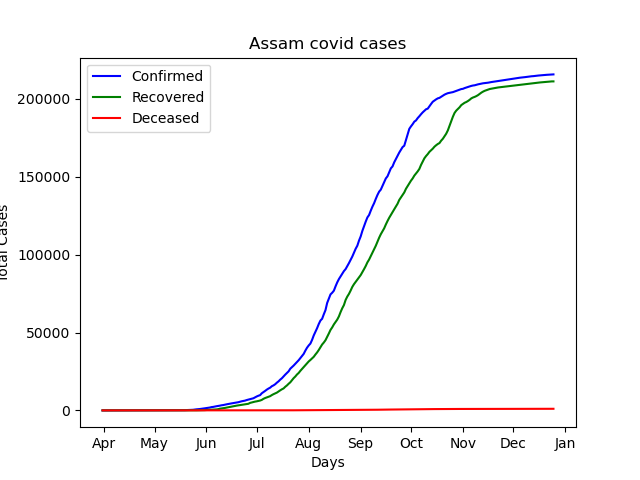 Assam covid cases
Confirmed
Recovered
Deceased
200000
150000
100000
50000
0
Total Cases
Apr May Jun Jul Aug Sep Oct Nov Dec Jan
Days